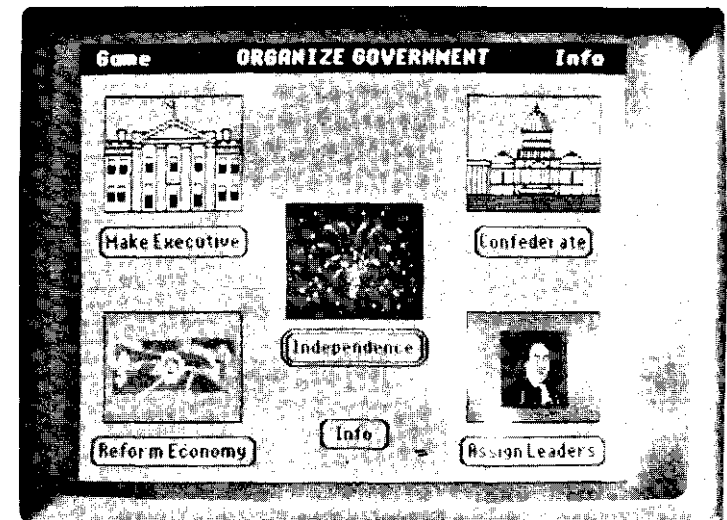 Game ORGANIZE GOVERNMENT Info
Make Executive
Confederate
Independence
Reform Economy
Info
Assign Leaders